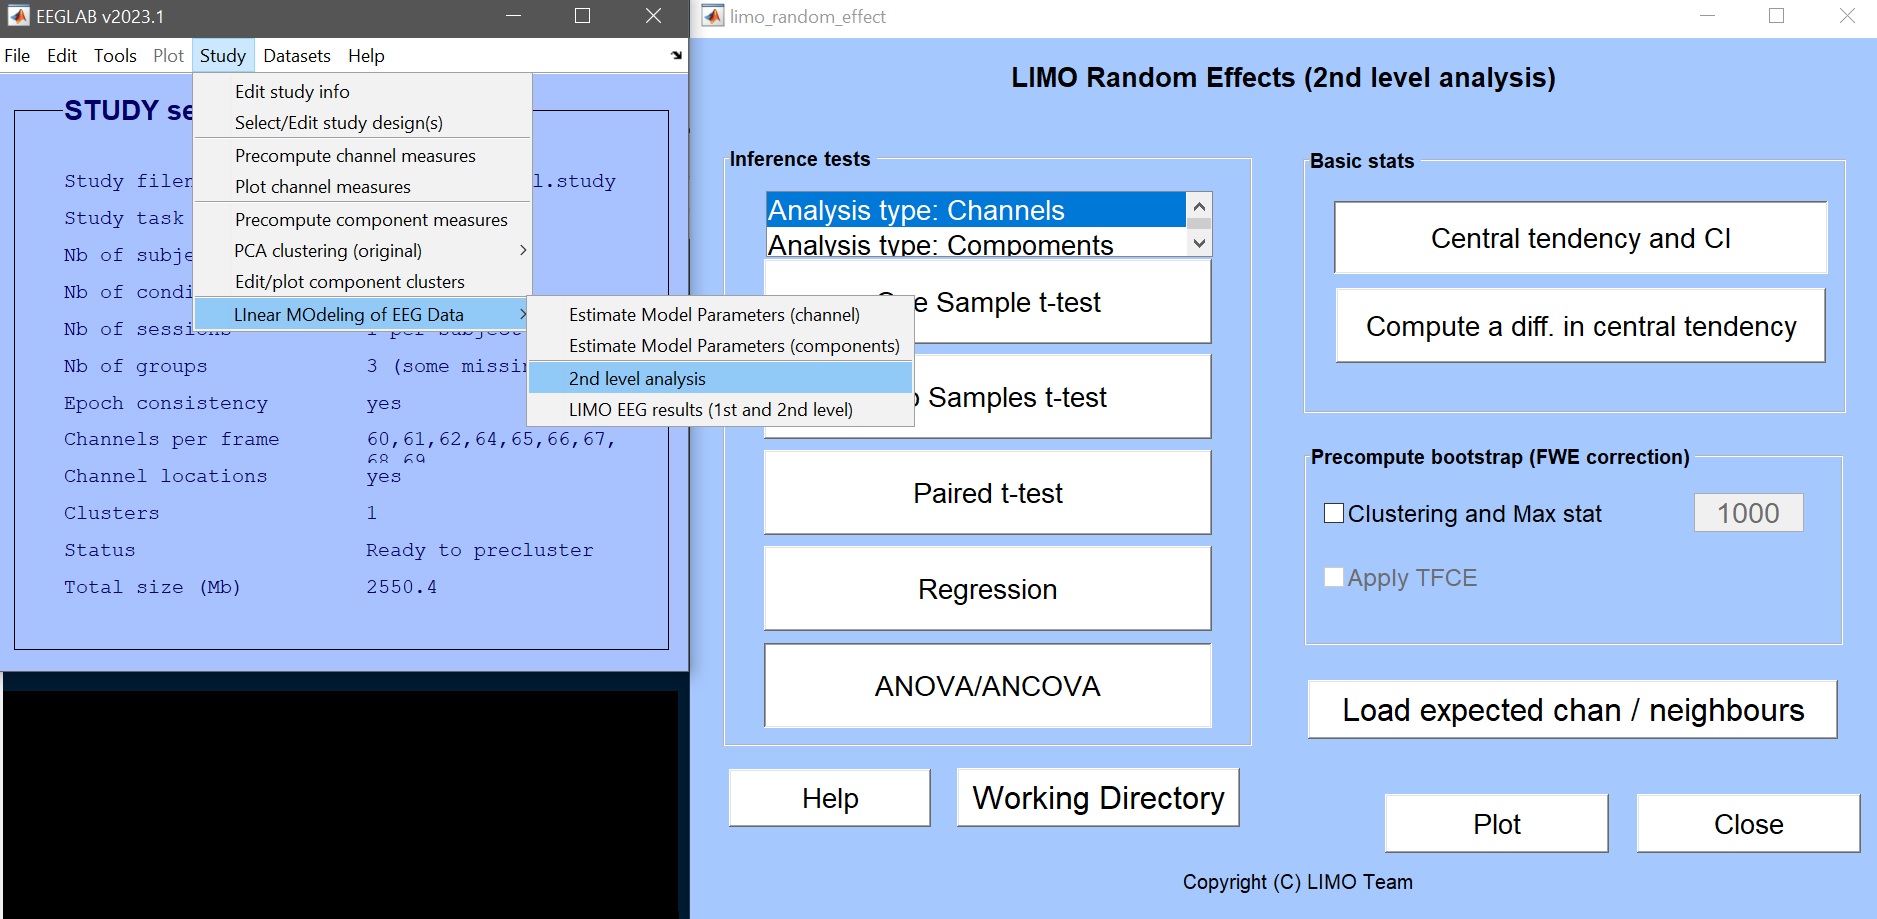 EEGLAB v2023.1
File Edit Tools Plot Study Datasets Help
STUDY se
Study filen l.study
Study task
Nb of subje
Nb of condi
Nb of sessions 1 per subject
Nb of groups 3 (some missin
Epoch consistency yes
Channels per frame 60,61,62,64,65,66,67,
68,69
Channel locations yes
Clusters 1
Status Ready to precluster
Total size (Mb) 2550.4
Edit study info
Select/Edit study design(s)
Precompute channel measures
Plot channel measures
Precompute component measures
PCA clustering (original)
Edit/plot component clusters
LInear MOdeling of EEG Data
Estimate Model Parameters (channel)
Estimate Model Parameters (components)
2nd level analysis
LIMO EEG results (1st and 2nd level)
limo_random_effect
LIMO Random Effects (2nd level analysis)
Inference tests
Analysis type: Channels
Analysis type: Compoments
e Sample t-test
Samples t-test
Paired t-test
Regression
ANOVA/ANCOVA
Help
Working Directory
Basic stats
Central tendency and CI
Compute a diff. in central tendency
Precompute bootstrap (FWE correction)
Clustering and Max stat 1000
Apply TFCE
Load expected chan / neighbours
Plot
Close
Copyright (C) LIMO Team